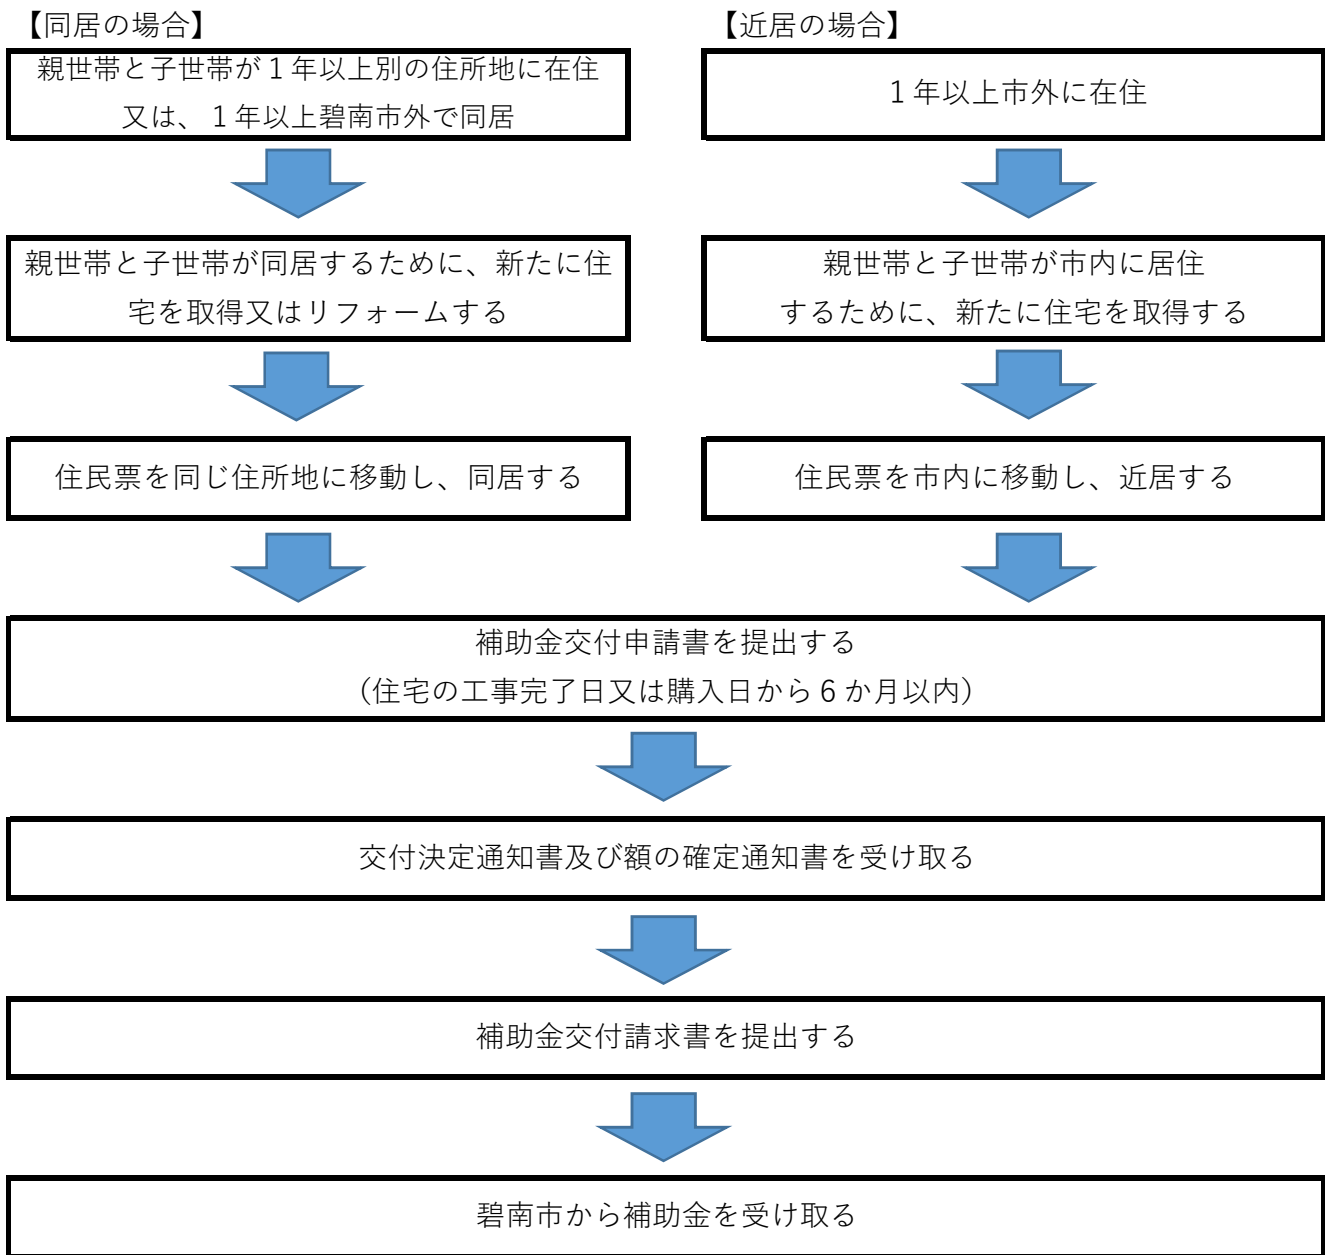 【同居の場合】
親世帯と子世帯が１年以上別の住所地に在住
又は、１年以上碧南市外で同居
親世帯と子世帯が同居するために、新たに住
宅を取得又はリフォームする
住民票を同じ住所地に移動し、同居する
【近居の場合】
１年以上市外に在住
親世帯と子世帯が市内に居住
するために、新たに住宅を取得する
住民票を市内に移動し、近居する
補助金交付申請書を提出する
（住宅の工事完了日又は購入日から６か月以内）
交付決定通知書及び額の確定通知書を受け取る
補助金交付請求書を提出する
碧南市から補助金を受け取る